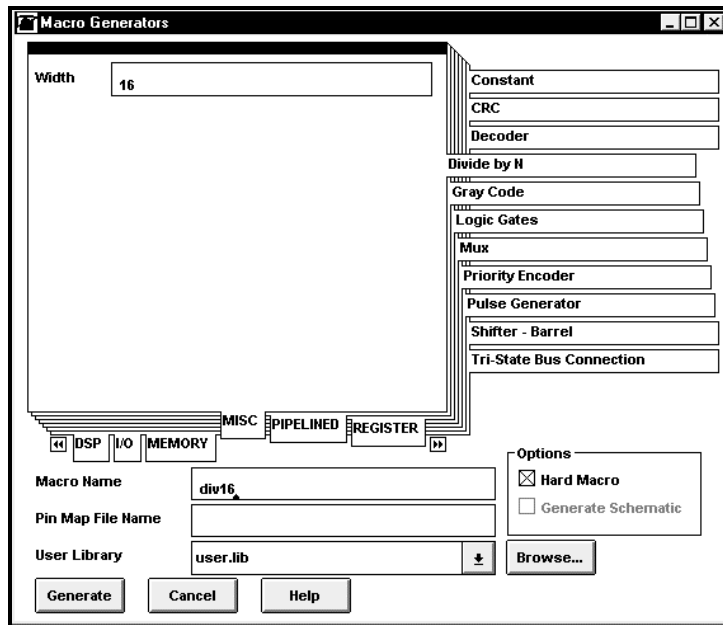 Macro Generators
Width 16
Constant
CRC
Decoder
Divide by N
Gray Code
Logic Gates
Mux
Priority Encoder
Pulse Generator
Shifter - Barrel
Tri-State Bus Connection
DSP I/O MEMORY MISC PIPELINED REGISTER
Macro Name div16
Pin Map File Name
User Library user.lib
Options
Hard Macro
Generate Schematic
Browse...
Generate Cancel Help